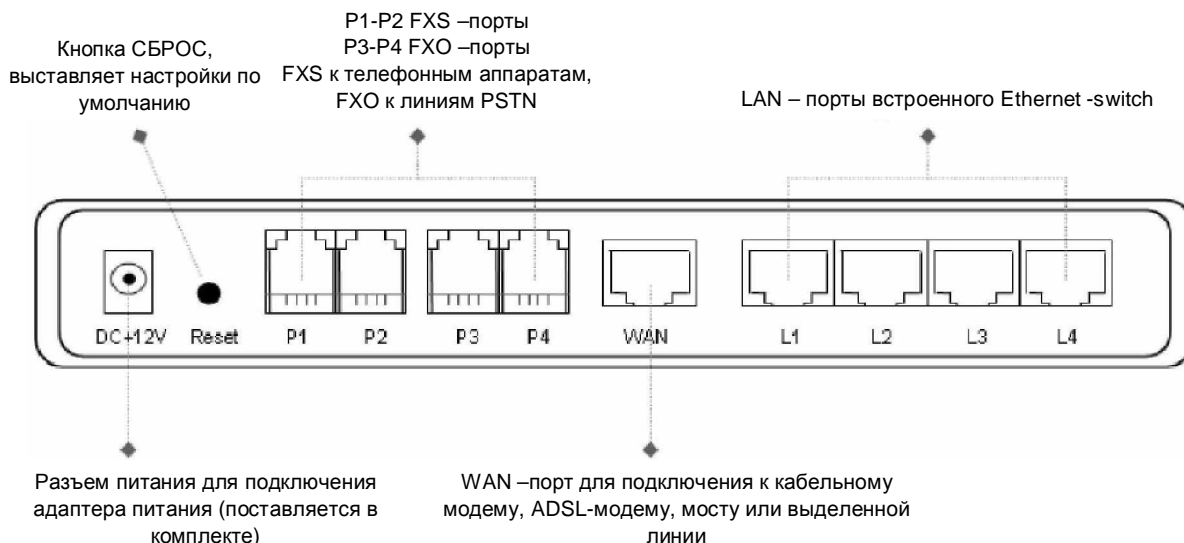 P1-P2 FXS –порты
P3-P4 FXO –порты
FXS к телефонным аппаратам,
FXO к линиям PSTN
Кнопка СБРОС,
выставляет настройки по
умолчанию
LAN – порты встроенного Ethernet -switch
DC+12V Reset P1 P2 P3 P4 WAN L1 L2 L3 L4
Разъем питания для подключения
адаптера питания (поставляется в
комплекте)
WAN –порт для подключения к кабельному
модему, ADSL-модему, мосту или выделенной
линии